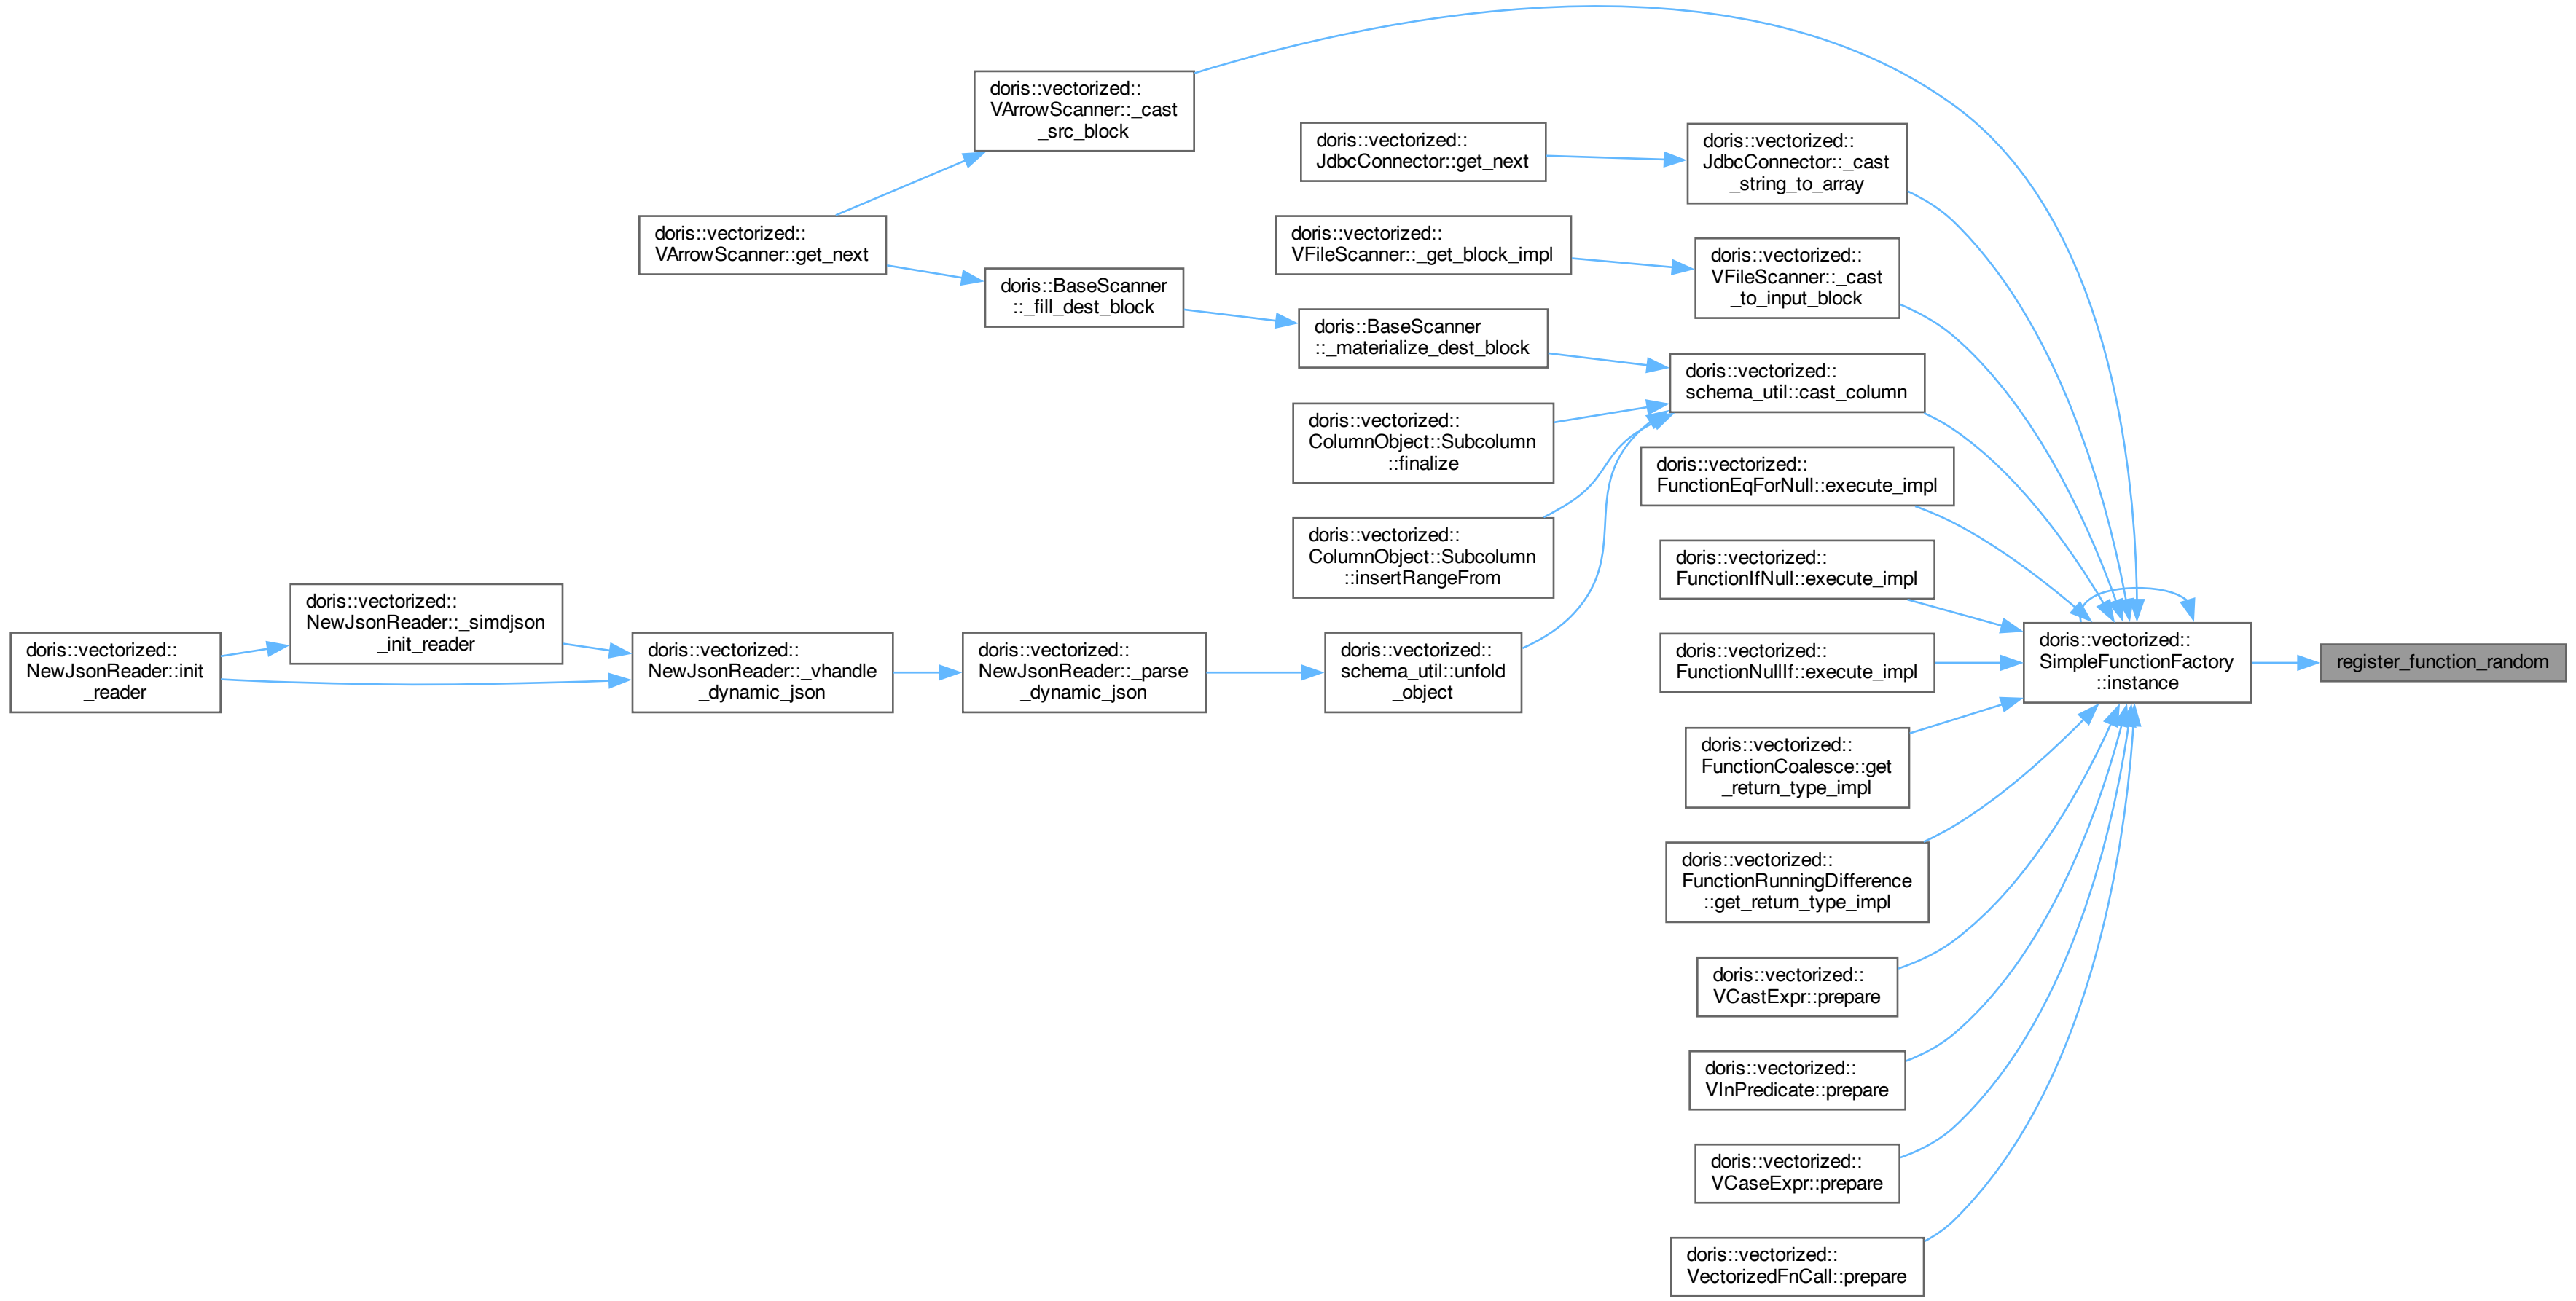 doris::vectorized::
VArrowScanner::_cast
_src_block
doris::vectorized::
JdbcConnector::get_next
doris::vectorized::
JdbcConnector::_cast
_string_to_array
doris::vectorized::
VArrowScanner::get_next
doris::vectorized::
VFileScanner::_get_block_impl
doris::vectorized::
VFileScanner::_cast
_to_input_block
doris::BaseScanner
::_fill_dest_block
doris::BaseScanner
::_materialize_dest_block
doris::vectorized::
schema_util::cast_column
doris::vectorized::
ColumnObject::Subcolumn
::finalize
doris::vectorized::
FunctionEqForNull::execute_impl
doris::vectorized::
ColumnObject::Subcolumn
::insertRangeFrom
doris::vectorized::
FunctionIfNull::execute_impl
doris::vectorized::
NewJsonReader::init
_reader
doris::vectorized::
NewJsonReader::_simdjson
_init_reader
doris::vectorized::
NewJsonReader::_vhandle
_dynamic_json
doris::vectorized::
NewJsonReader::_parse
_dynamic_json
doris::vectorized::
schema_util::unfold
_object
doris::vectorized::
FunctionNullIf::execute_impl
doris::vectorized::
SimpleFunctionFactory
::instance
register_function_random
doris::vectorized::
FunctionCoalesce::get
_return_type_impl
doris::vectorized::
FunctionRunningDifference
::get_return_type_impl
doris::vectorized::
VCastExpr::prepare
doris::vectorized::
VInPredicate::prepare
doris::vectorized::
VCaseExpr::prepare
doris::vectorized::
VectorizedFnCall::prepare